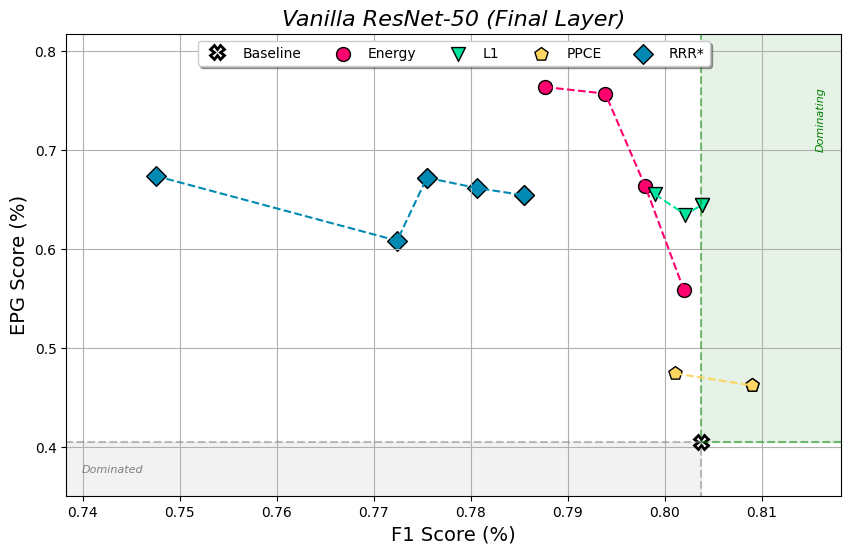 Vanilla ResNet-50 (Final Layer)
Baseline Energy L1 PPCE RRR*
Dominating
0.8
0.7
0.6
0.5
0.4
EPG Score (%)
Dominated
0.74 0.75 0.76 0.77 0.78 0.79 0.80 0.81
F1 Score (%)